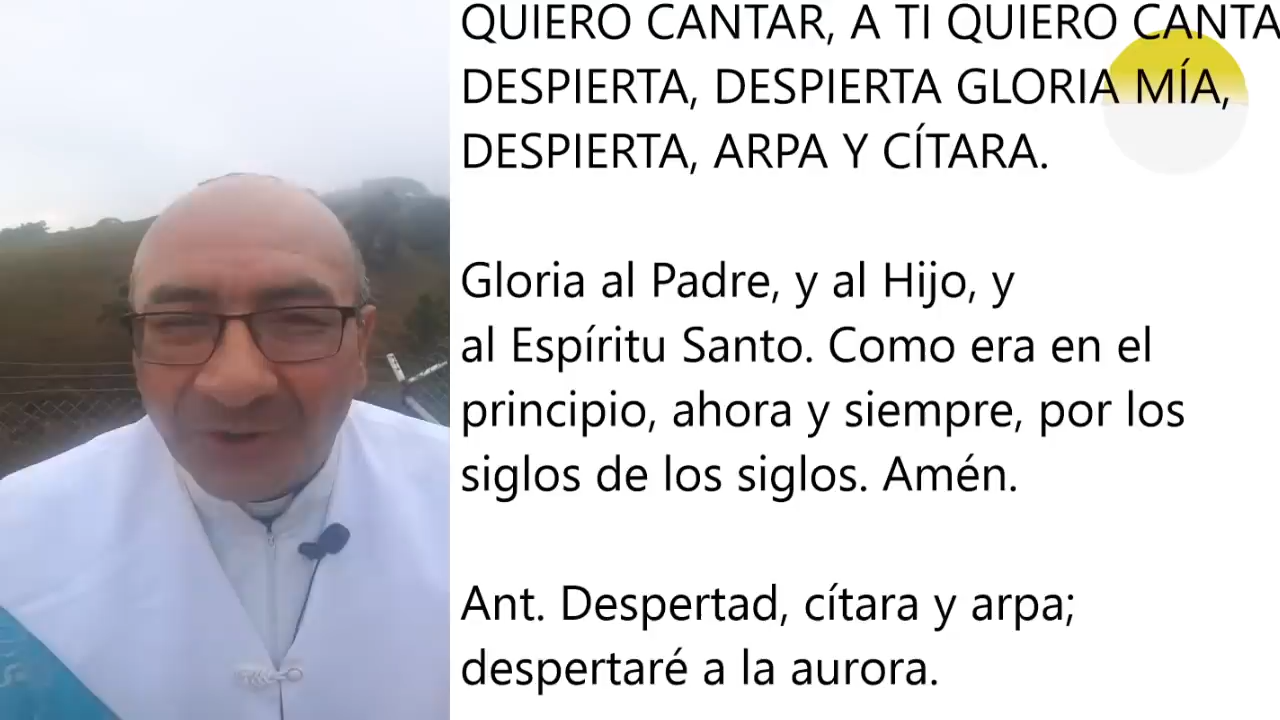 QUIERO CANTAR, A TI QUIERO CANTA
DESPIERTA, DESPIERTA GLORIA MÍA,
DESPIERTA, ARPA Y CÍTARA.
Gloria al Padre, y al Hijo, y
al Espíritu Santo. Como era en el
principio, ahora y siempre, por los
siglos de los siglos. Amén.
Ant. Despertad, cítara y arpa;
despertaré a la aurora.